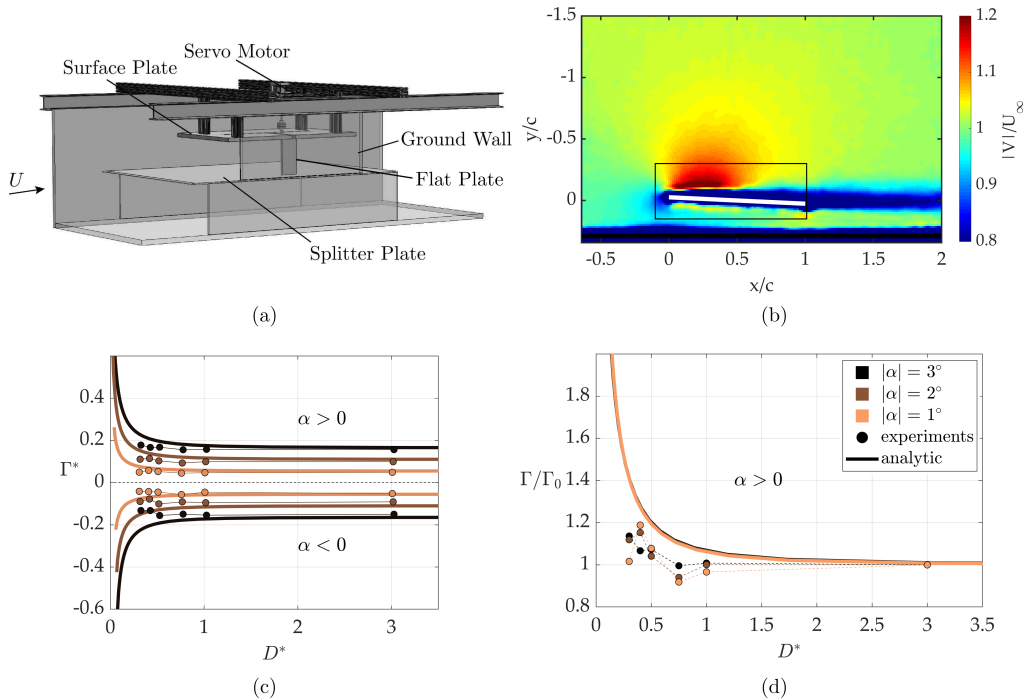 (a)
Servo Motor
Surface Plate
Ground Wall
Flat Plate
Splitter Plate
U
(b)
-1.5
-1
-0.5
0
y/c
-0.5
0
0.5
1
1.5
2
x/c
1.2
1.1
1
0.9
0.8
|V|/U∞
(a)
(b)
0.4
0.2
Γ*
0
-0.2
-0.4
-0.6
α > 0
α < 0
0
1
2
3
D*
(c)
2
1.8
1.6
1.4
Γ/Γ₀
1.2
1
0.8
|α| = 3°
|α| = 2°
|α| = 1°
experiments
analytic
α > 0
0
0.5
1
1.5
2
2.5
3
3.5
D*
(d)